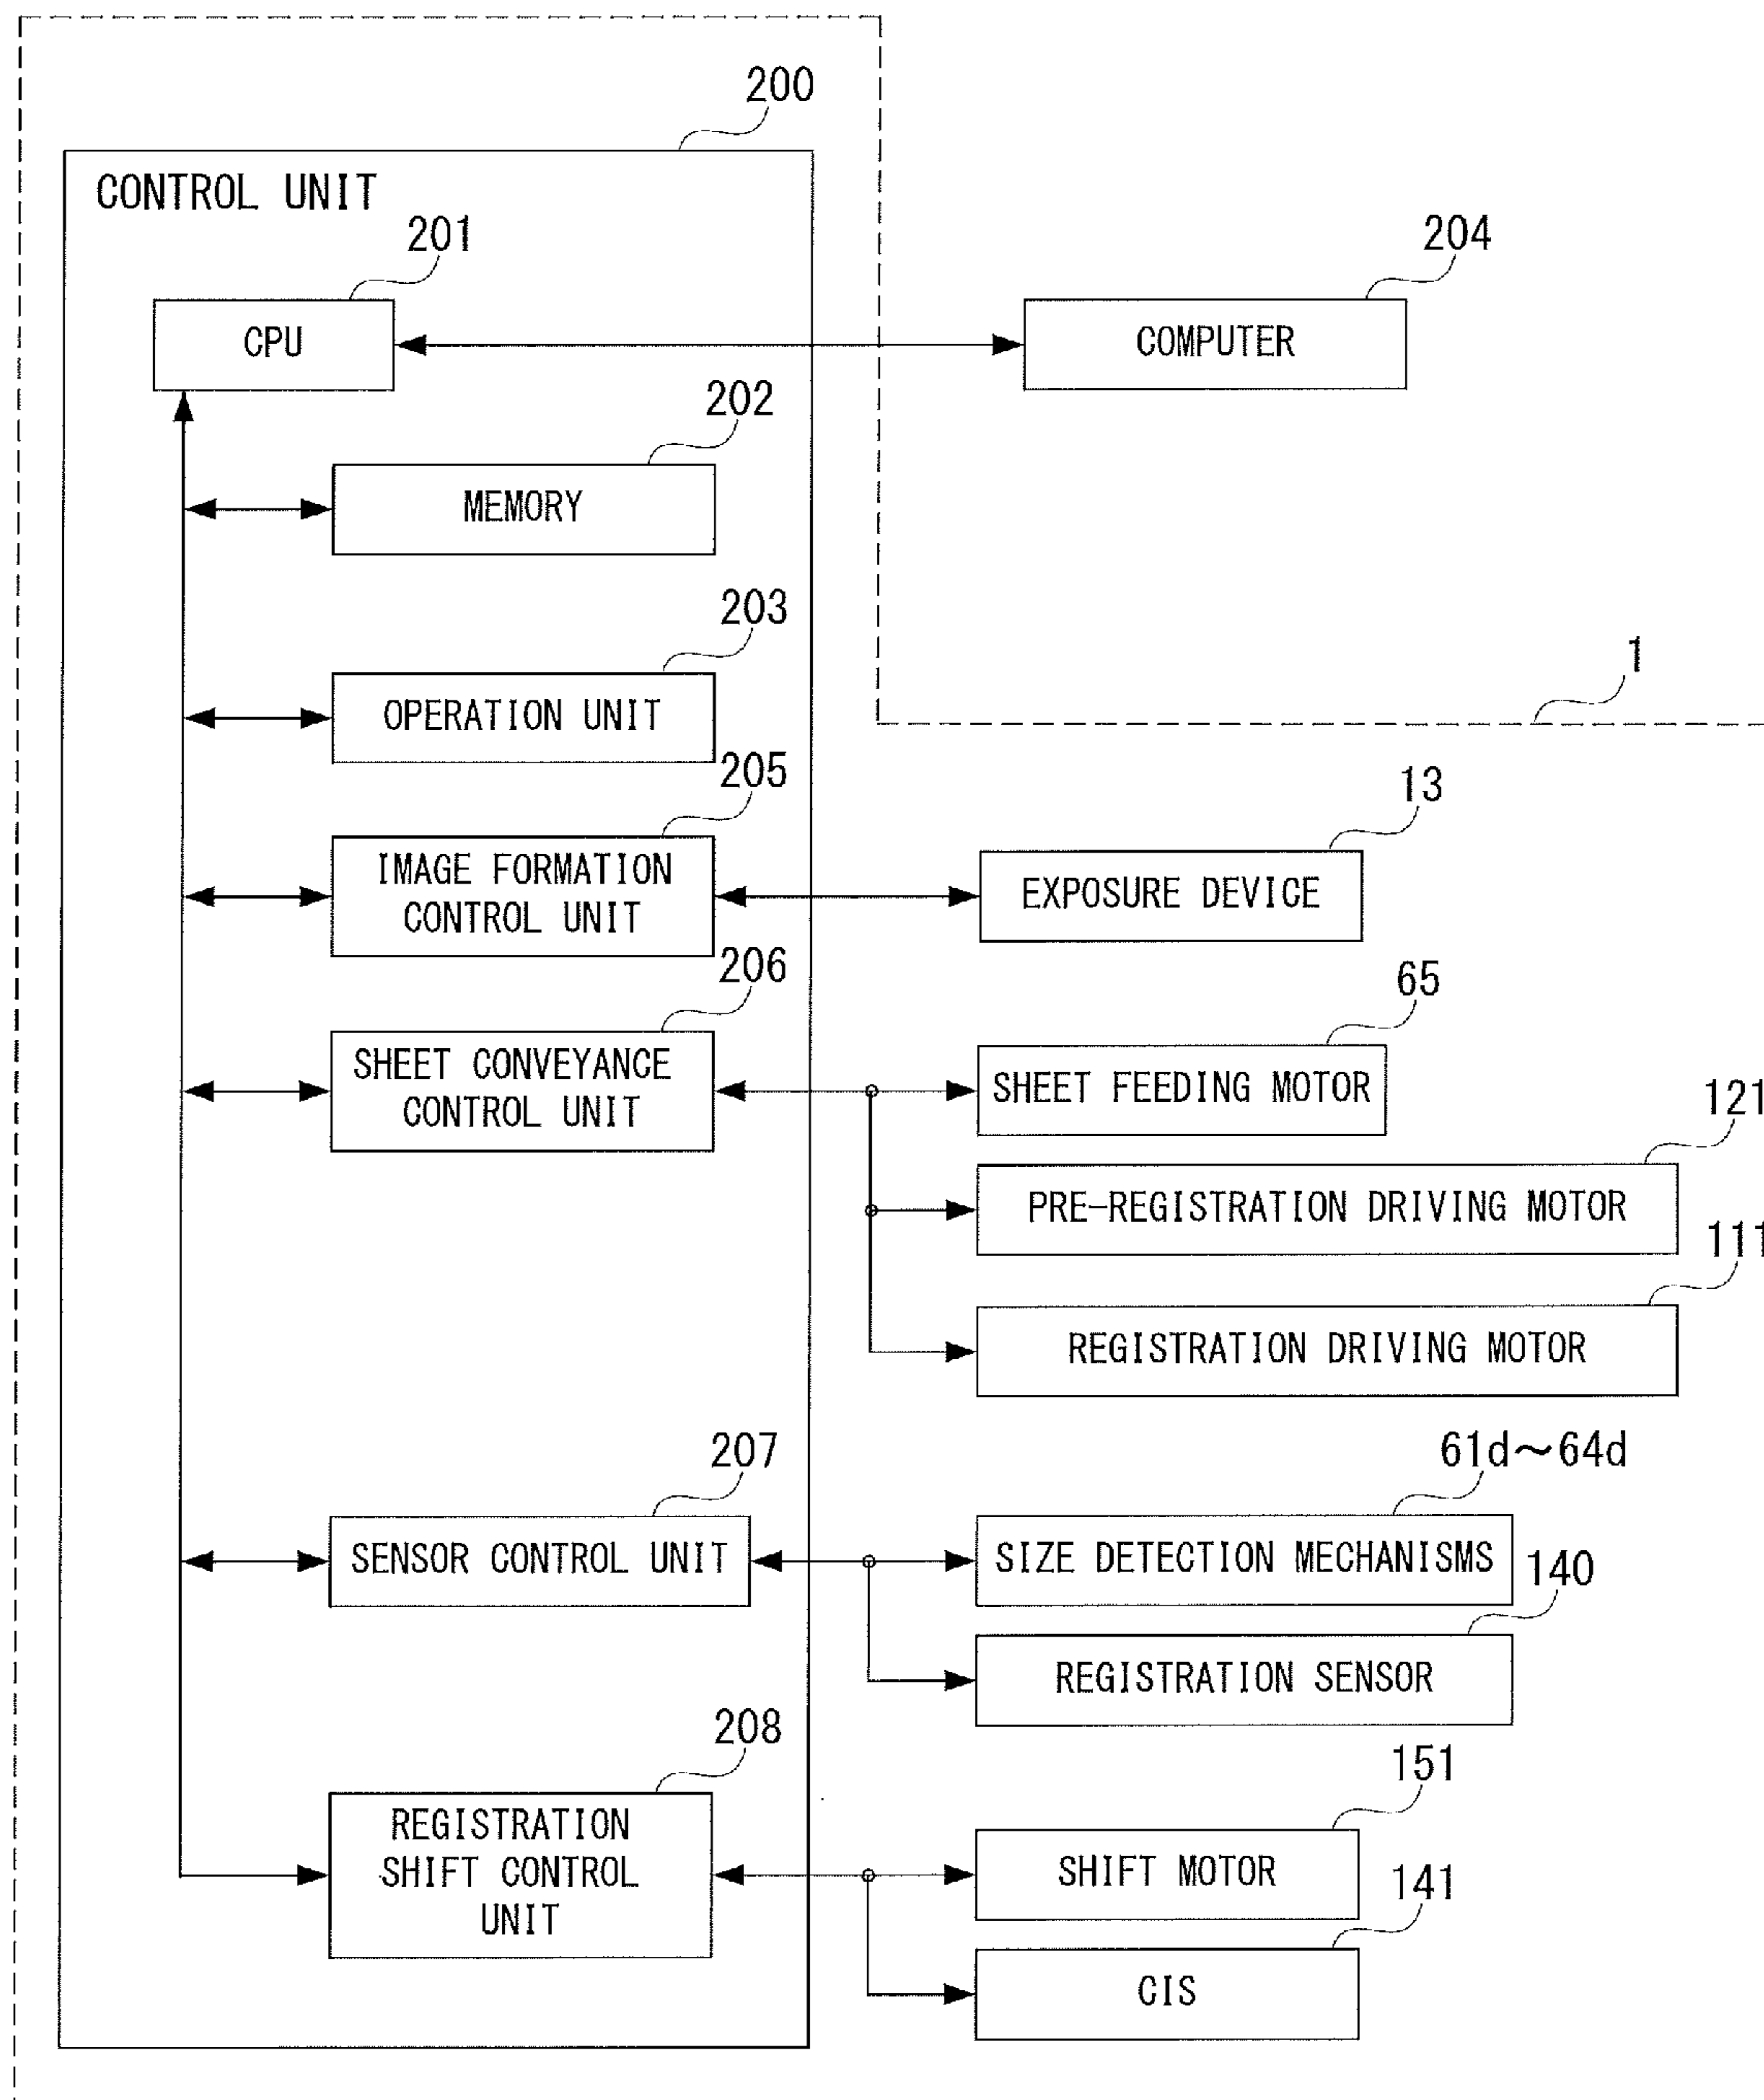 200
CONTROL UNIT
201
204
CPU
COMPUTER
202
MEMORY
203
OPERATION UNIT
1
205
13
IMAGE FORMATION
CONTROL UNIT
EXPOSURE DEVICE
206
65
SHEET CONVEYANCE
CONTROL UNIT
SHEET FEEDING MOTOR
121
PRE-REGISTRATION DRIVING MOTOR
111
REGISTRATION DRIVING MOTOR
207
61d～64d
SENSOR CONTROL UNIT
SIZE DETECTION MECHANISMS
140
REGISTRATION SENSOR
208
151
REGISTRATION
SHIFT CONTROL
UNIT
SHIFT MOTOR
141
CIS